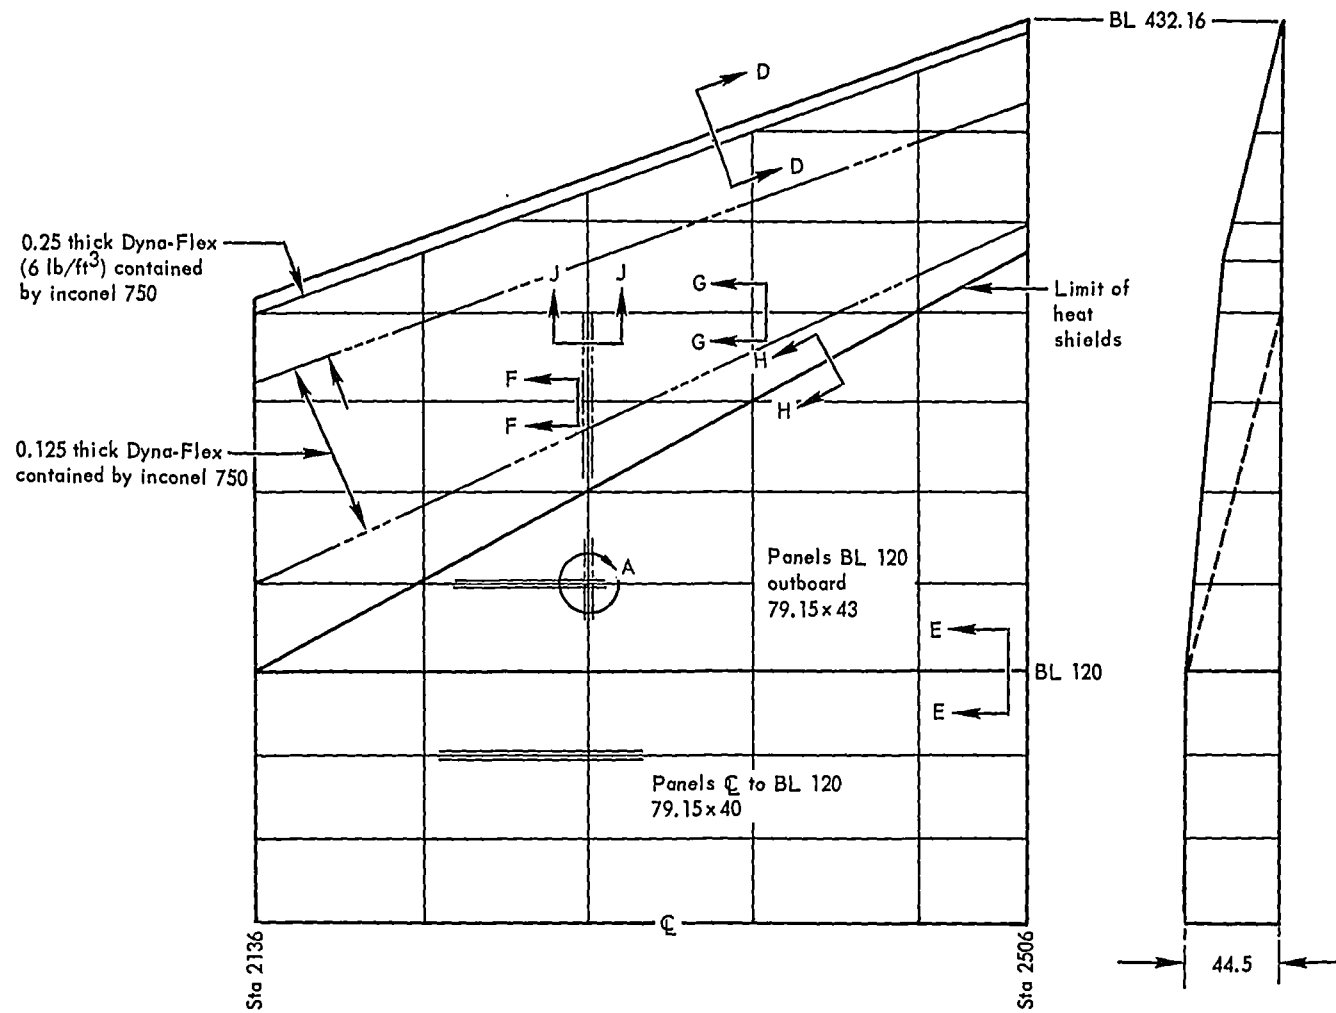 BL 432.16
D
D
0.25 thick Dyna-Flex
(6 lb/ft³) contained
by inconel 750
J J
G
G
Limit of
heat
shields
H
H
F
F
0.125 thick Dyna-Flex
contained by inconel 750
A
Panels BL 120
outboard
79.15 × 43
E
BL 120
E
Panels ℄ to BL 120
79.15 × 40
℄
Sta 2136
Sta 2506
44.5